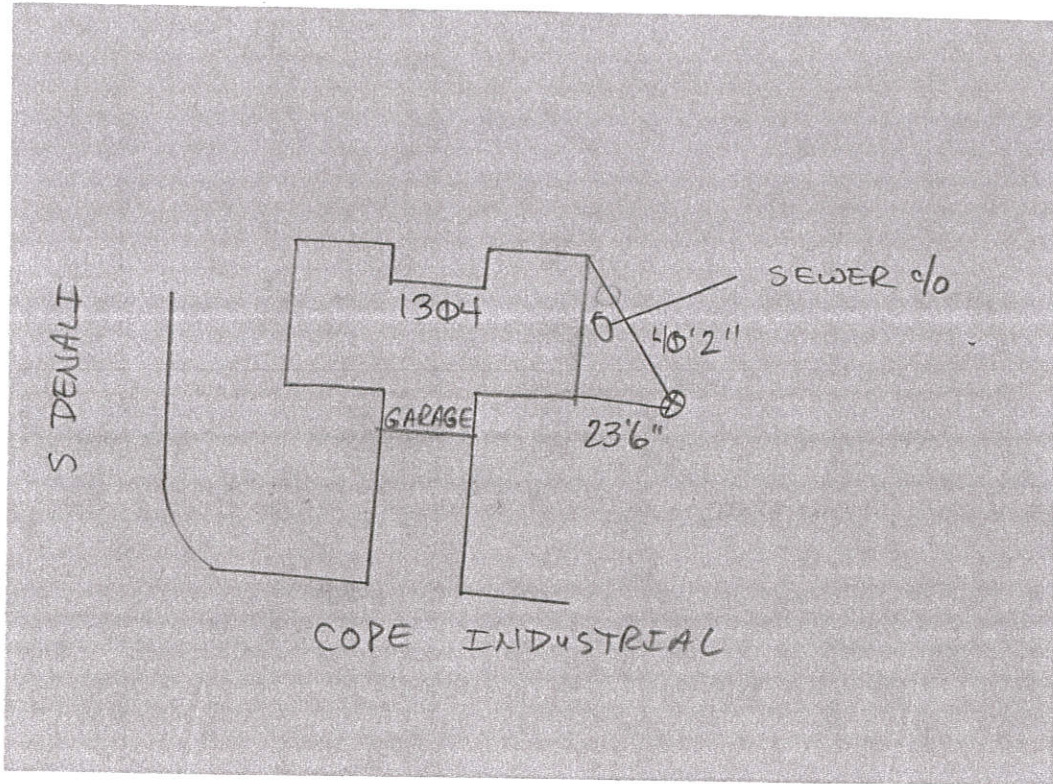 SEWER c/o
1304
40'2"
S DENALI
GARAGE
23'6"
COPE INDUSTRIAL